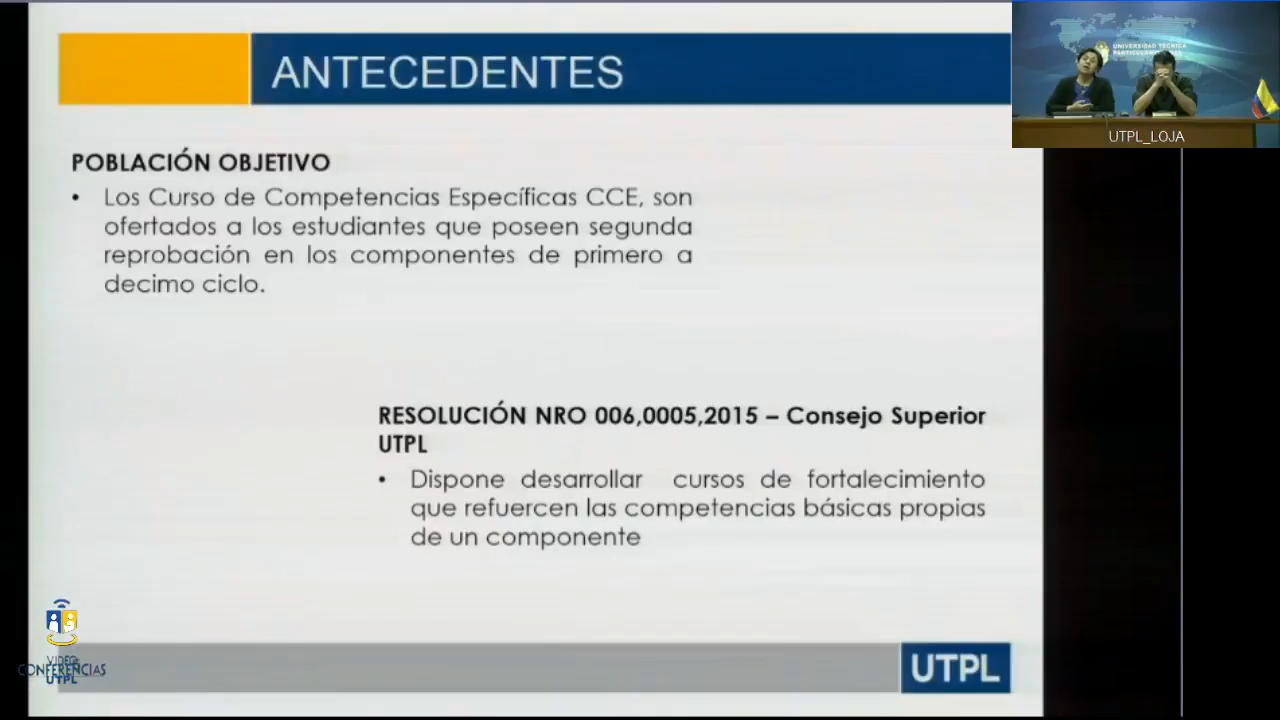 ANTECEDENTES
UNIVERSIDAD TÉCNICA
UTPL_LOJA
POBLACIÓN OBJETIVO
• Los Curso de Competencias Específicas CCE, son
ofertados a los estudiantes que poseen segunda
reprobación en los componentes de primero a
decimo ciclo.
RESOLUCIÓN NRO 006,0005,2015 – Consejo Superior
UTPL
• Dispone desarrollar cursos de fortalecimiento
que refuercen las competencias básicas propias
de un componente
VIDEO
CONFERENCIAS
UTPL
UTPL